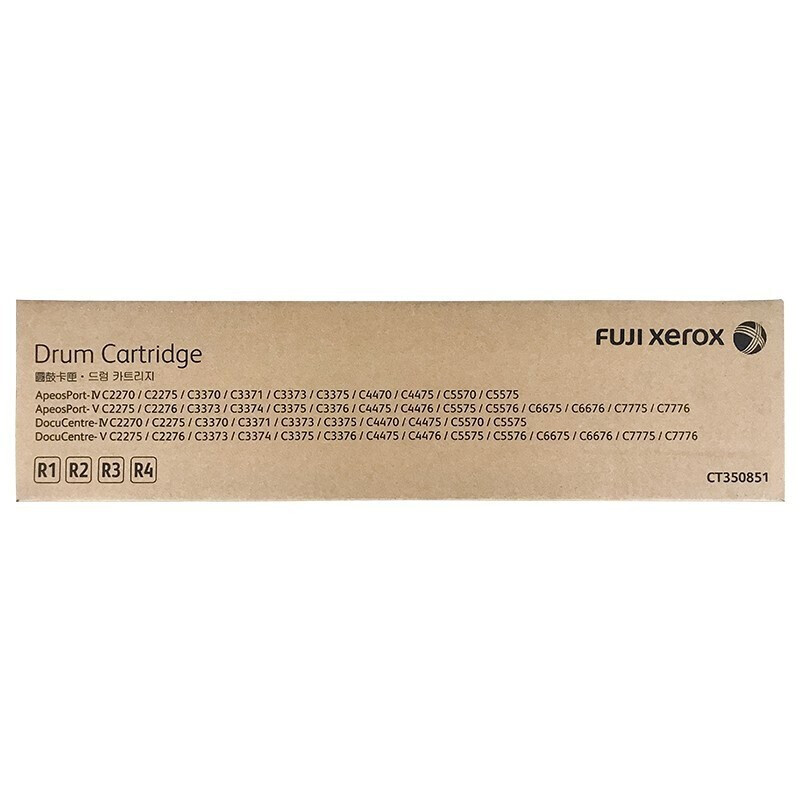 FUJI xerox
Drum Cartridge
圓鼓卡匣・드럼 카트리지
ApeosPort-Ⅳ C2270 / C2275 / C3370 / C3371 / C3373 / C3375 / C4470 / C4475 / C5570 / C5575
ApeosPort-Ⅴ C2275 / C2276 / C3373 / C3374 / C3375 / C3376 / C4475 / C4476 / C5575 / C5576 / C6675 / C6676 / C7775 / C7776
DocuCentre-Ⅳ C2270 / C2275 / C3370 / C3371 / C3373 / C3375 / C4470 / C4475 / C5570 / C5575
DocuCentre-Ⅴ C2275 / C2276 / C3373 / C3374 / C3375 / C3376 / C4475 / C4476 / C5575 / C5576 / C6675 / C6676 / C7775 / C7776
R1 R2 R3 R4
CT350851